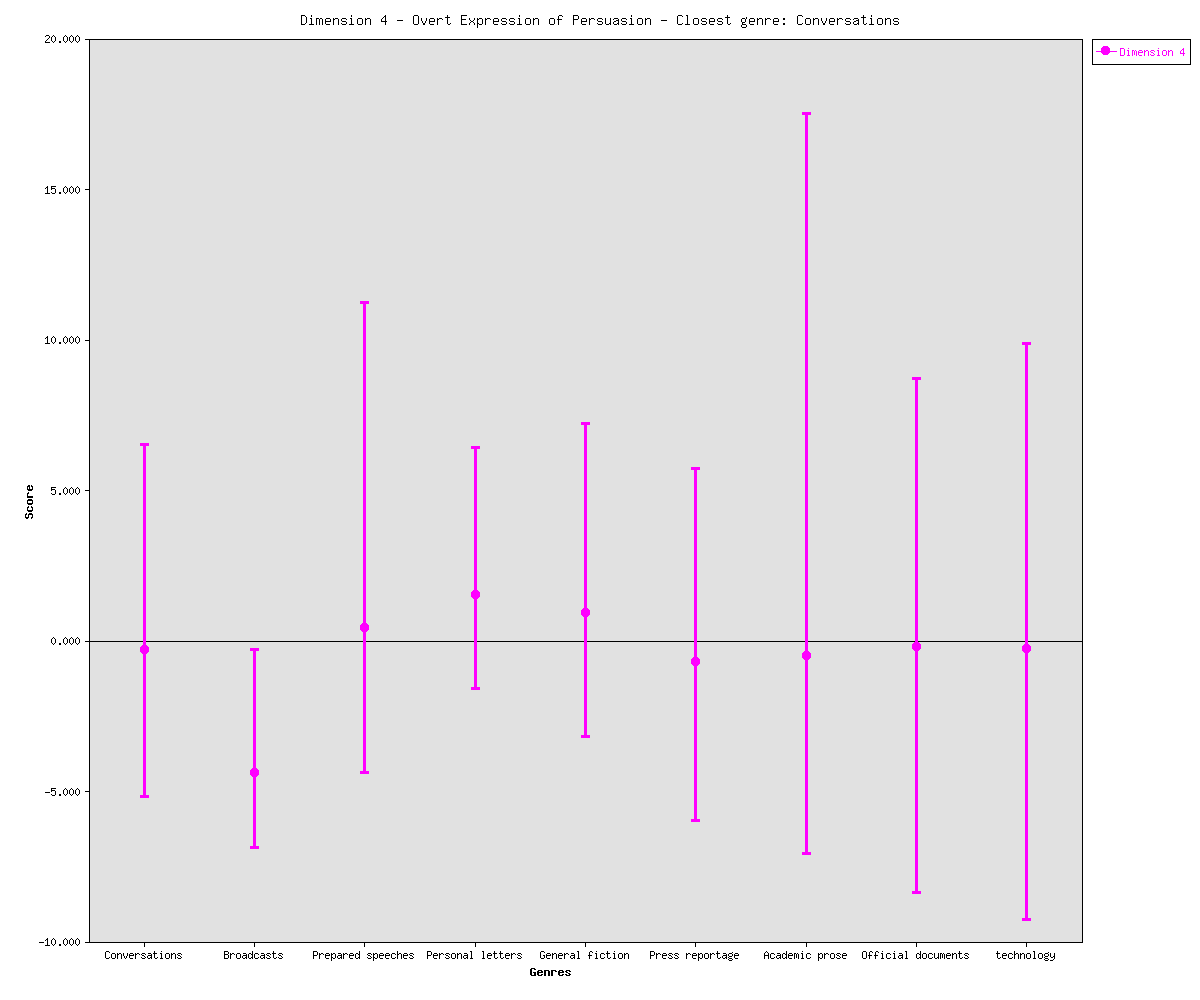 Dimension 4 - Overt Expression of Persuasion - Closest genre: Conversations
20.000
Dimension 4
15.000
10.000
5.000
Score
0.000
-5.000
-10.000
Conversations Broadcasts Prepared speeches Personal letters General fiction Press reportage Academic prose Official documents technology
Genres